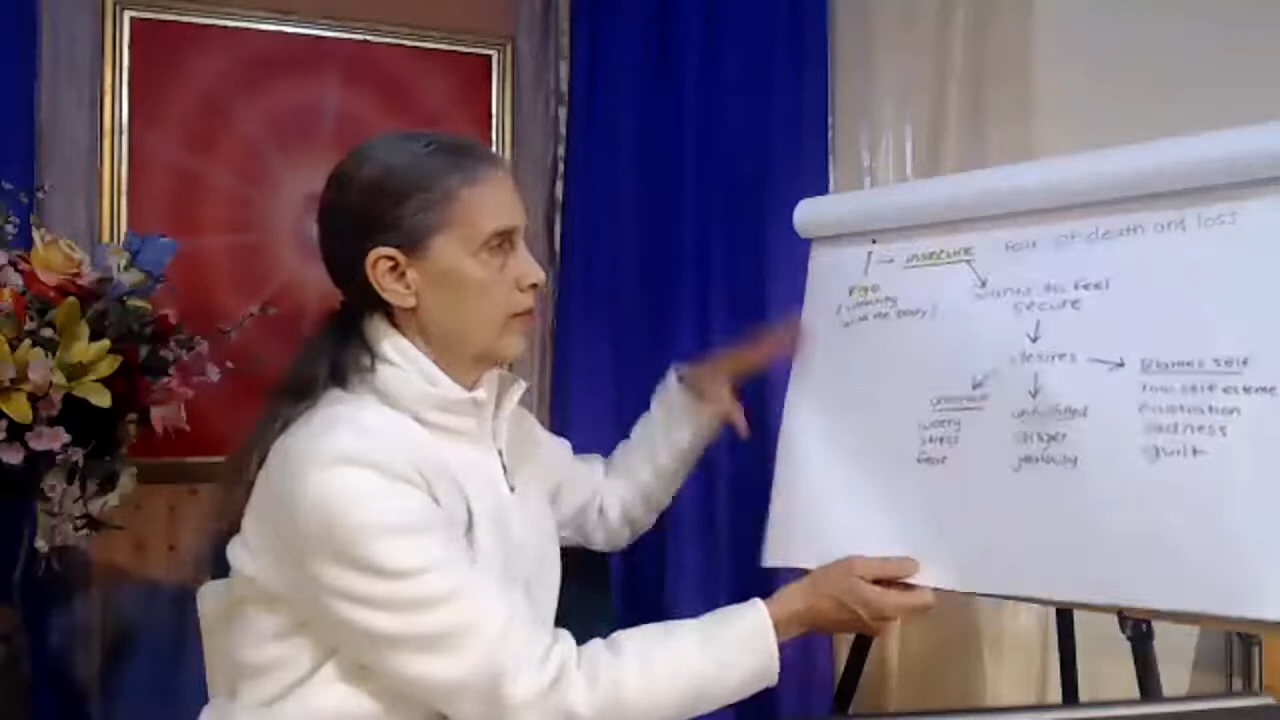 I → insecure fear of death and loss
Ego
(identity
with the body)
wants to feel
secure
desires → Blames self
low self esteme
unfulfilled frustration
worry anger sadness
stress jealousy guilt
fear